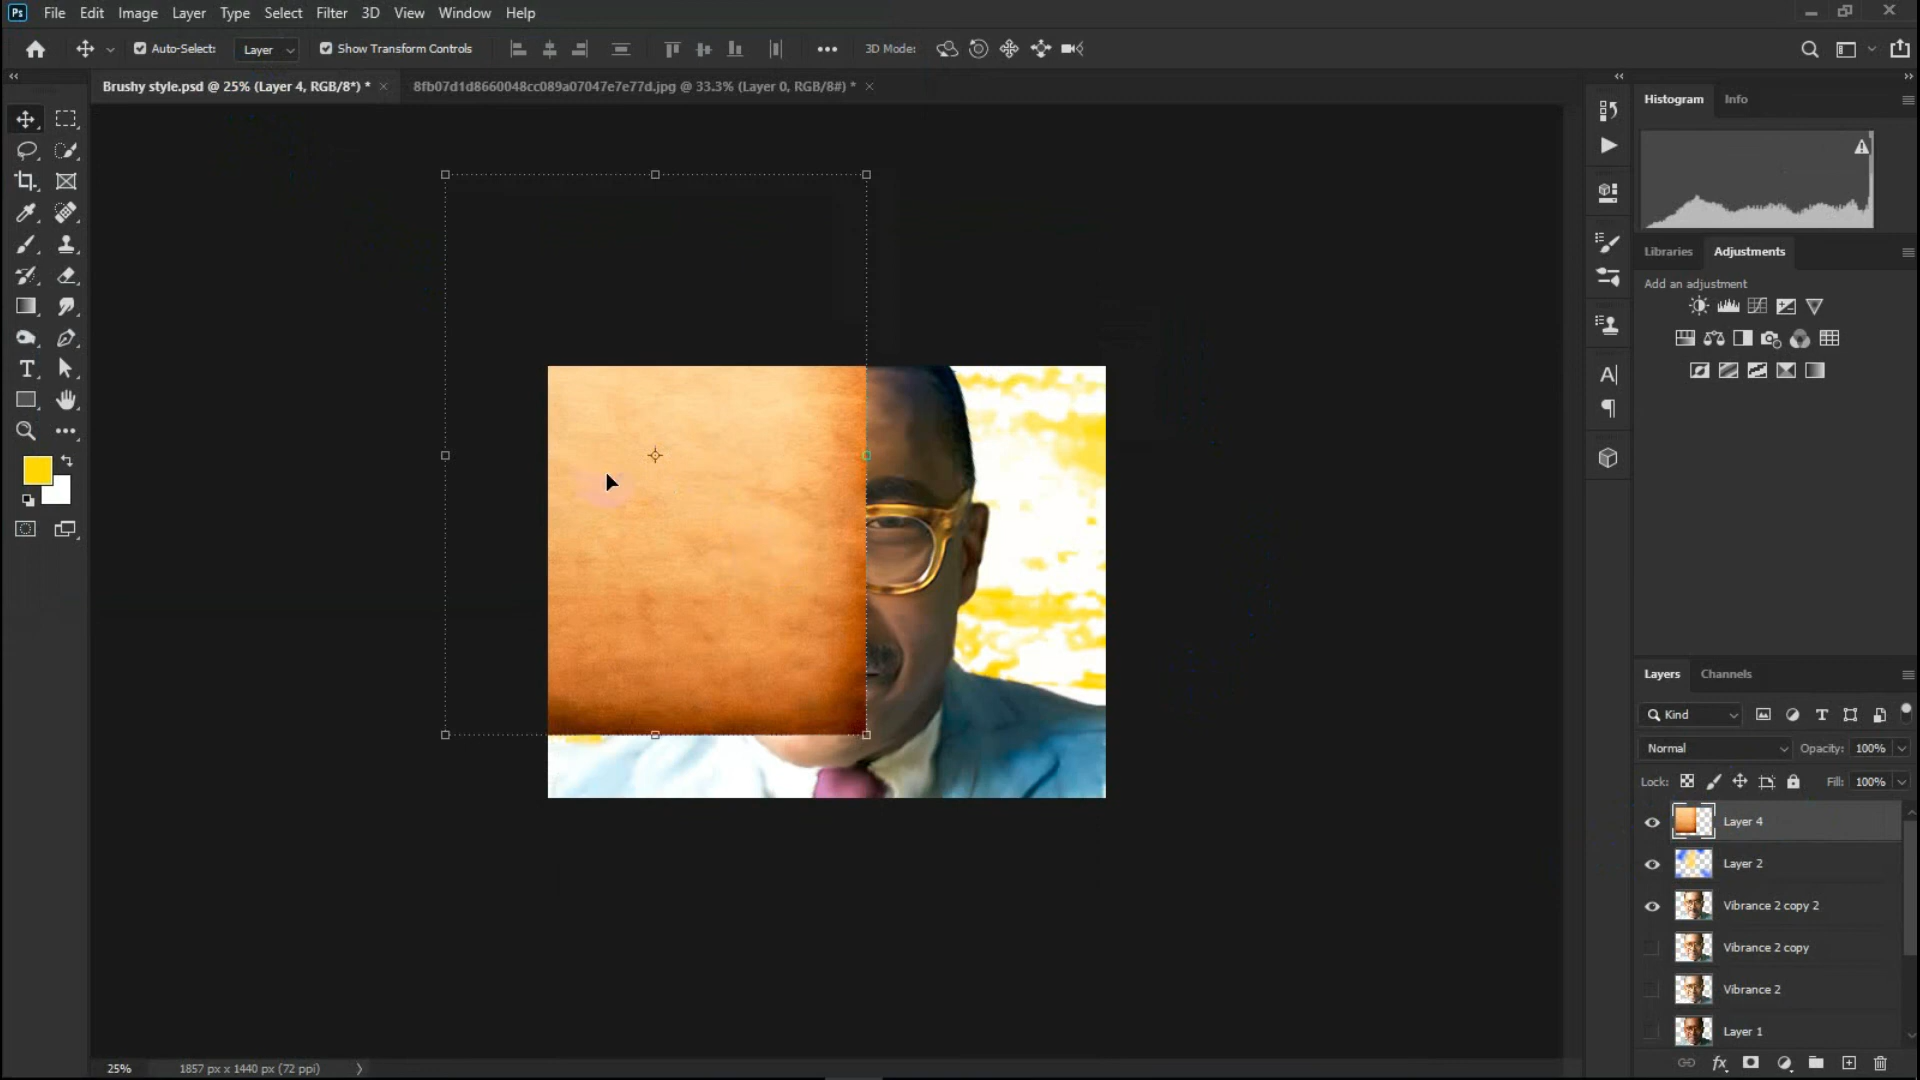 Ps File Edit Image Layer Type Select Filter 3D View Window Help
Auto-Select: Layer Show Transform Controls 3D Mode:
Brushy style.psd @ 25% (Layer 4, RGB/8*) * × 8fb07d1d8660048cc089a07047e7e77d.jpg @ 33.3% (Layer 0, RGB/8#) * ×
Histogram Info
Libraries Adjustments
Add an adjustment
Layers Channels
Kind
Normal Opacity: 100%
Lock: Fill: 100%
Layer 4
Layer 2
Vibrance 2 copy 2
Vibrance 2 copy
Vibrance 2
Layer 1
25% 1857 px x 1440 px (72 ppi)